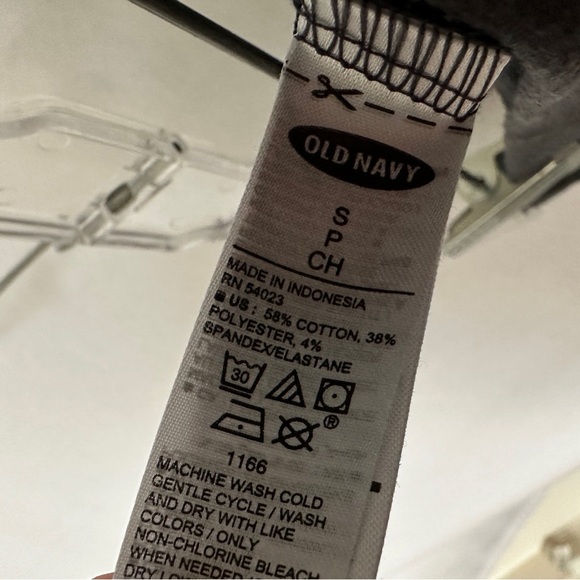 OLD NAVY
S
P
CH
MADE IN INDONESIA
RN 54023
US : 58% COTTON, 38%
POLYESTER, 4%
SPANDEX/ELASTANE
30
®
1166
MACHINE WASH COLD
GENTLE CYCLE / WASH
AND DRY WITH LIKE
COLORS / ONLY
NON-CHLORINE BLEACH
WHEN NEEDED